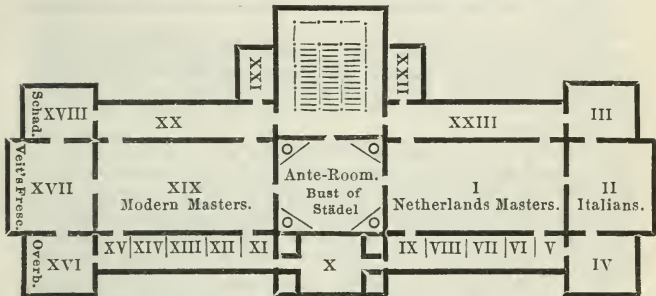 XXI
XXII
Schad.
XVIII
XX
XXIII
III
Veit's Fresc.
XVII
XIX
Modern Masters.
Ante-Room.
Bust of
Städel
I
Netherlands Masters.
II
Italians.
Overb.
XVI
XV XIV XIII XII XI
X
IX VIII VII VI V
IV